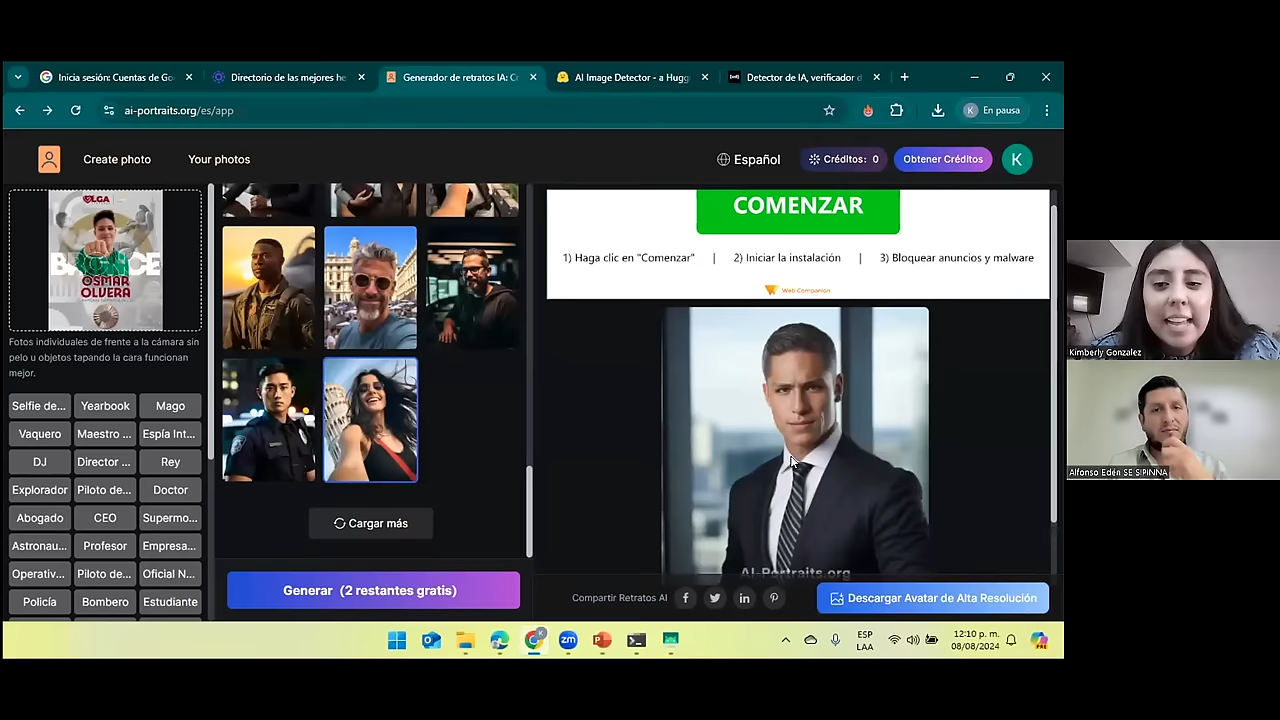 Inicia sesión: Cuentas de Go
Directorio de las mejores he
Generador de retratos IA: C
AI Image Detector - a Hugg
Detector de IA, verificador d
ai-portraits.org/es/app
K
En pausa
Create photo
Your photos
Español
Créditos: 0
Obtener Créditos
K
OLGA
OSMAR
OLVERA
Fotos individuales de frente a la cámara sin
pelo u objetos tapando la cara funcionan
mejor.
Selfie de...
Yearbook
Mago
Vaquero
Maestro ...
Espía Int...
DJ
Director ...
Rey
Explorador
Piloto de...
Doctor
Abogado
CEO
Supermo...
Astronau...
Profesor
Empresa...
Operativ...
Piloto de...
Oficial N...
Policía
Bombero
Estudiante
Cargar más
Generar (2 restantes gratis)
COMENZAR
1) Haga clic en "Comenzar" | 2) Iniciar la instalación | 3) Bloquear anuncios y malware
Web Companion
AI-Portraits.org
Compartir Retratos AI
Descargar Avatar de Alta Resolución
Kimberly Gonzalez
Alfonso Edén SE SIPINNA
ESP
LAA
12:10 p. m.
08/08/2024